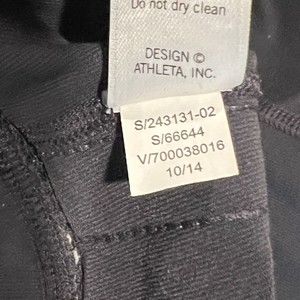 Do not dry clean
DESIGN ©
ATHLETA, INC.
S/243131-02
S/66644
V/700038016
10/14